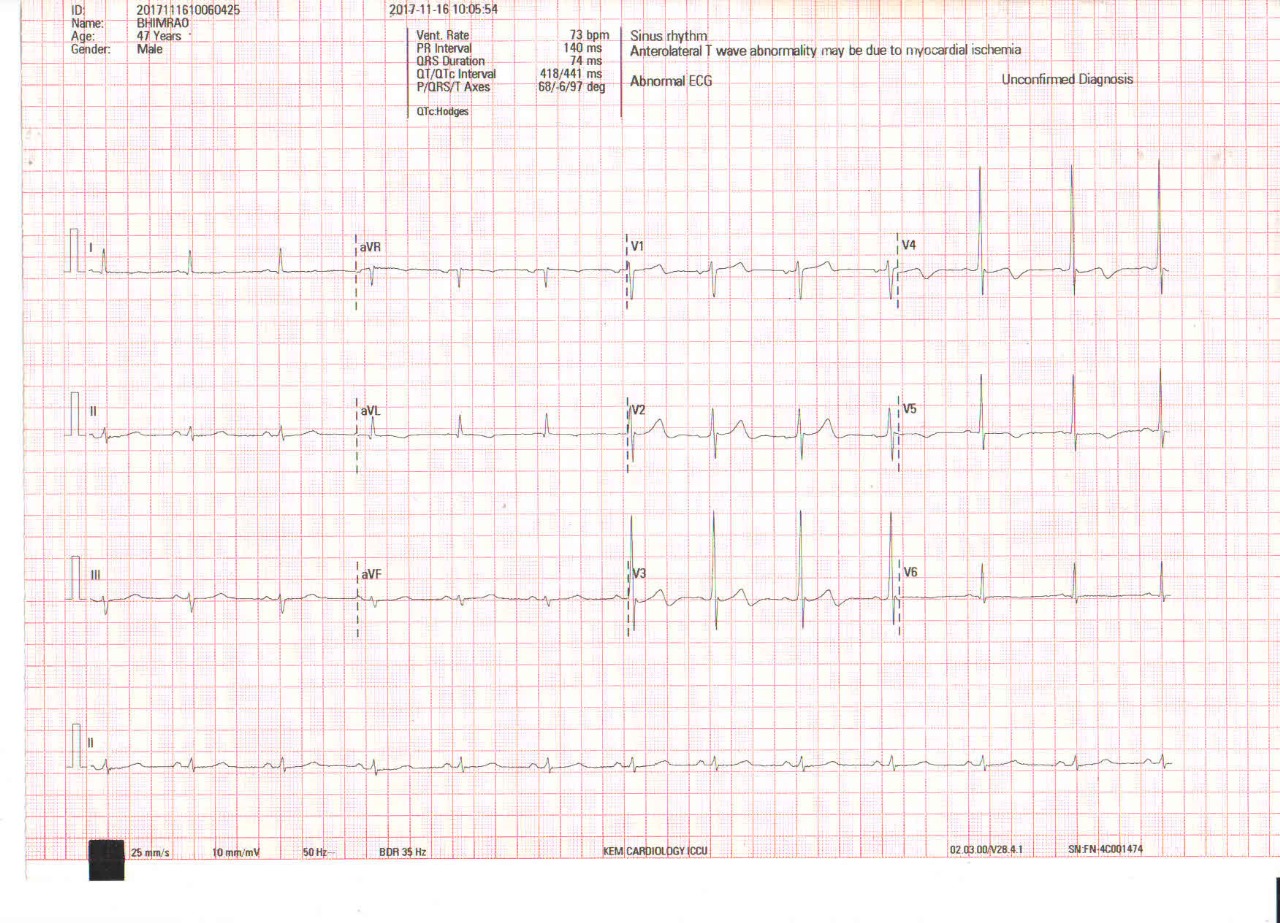 ID: 2017111610060425 2017-11-16 10:05:54
Name: BHIMRAO
Age: 47 Years
Gender: Male
Vent. Rate 73 bpm
PR Interval 140 ms
QRS Duration 74 ms
QT/QTc Interval 418/441 ms
P/QRS/T Axes 68/-6/97 deg
QTc:Hodges
Sinus rhythm
Anterolateral T wave abnormality may be due to myocardial ischemia
Abnormal ECG Unconfirmed Diagnosis
I aVR V1 V4
II aVL V2 V5
III aVF V3 V6
II
25 mm/s 10 mm/mV 50 Hz BDR 35 Hz KEM CARDIOLOGY ICCU 02.03.00/V28.4.1 SN:FN-4C001474